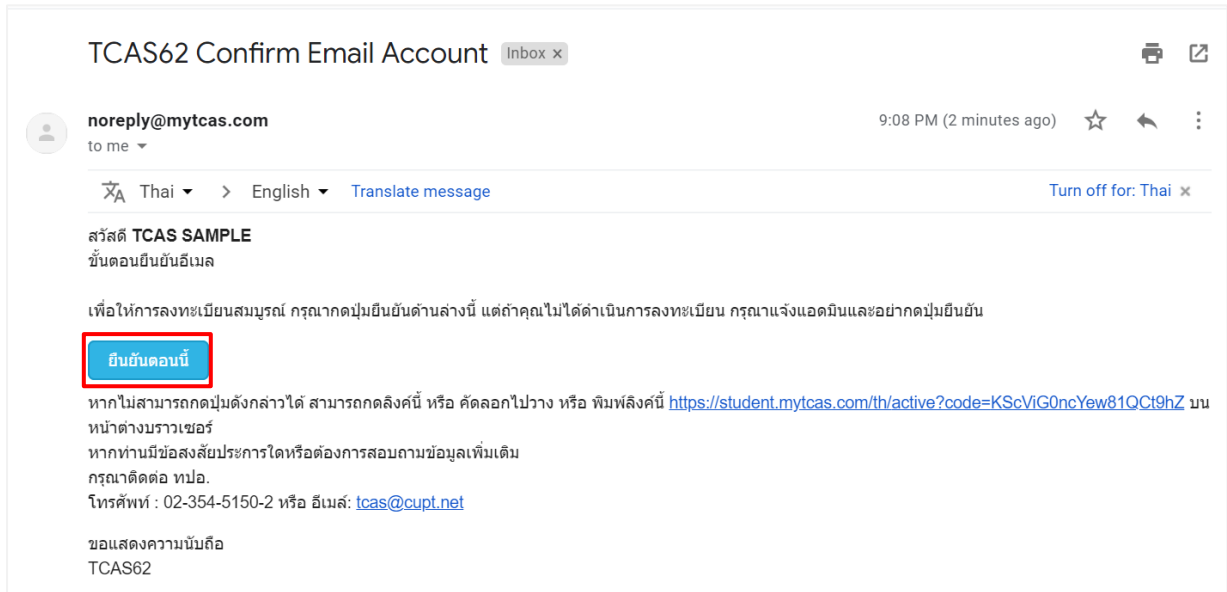 TCAS62 Confirm Email Account Inbox ×
noreply@mytcas.com 9:08 PM (2 minutes ago)
to me
Thai > English Translate message Turn off for: Thai ×
สวัสดี TCAS SAMPLE
ขั้นตอนยืนยันอีเมล
เพื่อให้การลงทะเบียนสมบูรณ์ กรุณากดปุ่มยืนยันด้านล่างนี้ แต่ถ้าคุณไม่ได้ดำเนินการลงทะเบียน กรุณาแจ้งแอดมินและอย่ากดปุ่มยืนยัน
ยืนยันตอนนี้
หากไม่สามารถกดปุ่มดังกล่าวได้ สามารถกดลิงค์นี้ หรือ คัดลอกไปวาง หรือ พิมพ์ลิงค์นี้ https://student.mytcas.com/th/active?code=KScViG0ncYew81QCt9hZ บน
หน้าต่างบราวเซอร์
หากท่านมีข้อสงสัยประการใดหรือต้องการสอบถามข้อมูลเพิ่มเติม
กรุณาติดต่อ ทปอ.
โทรศัพท์ : 02-354-5150-2 หรือ อีเมล์: tcas@cupt.net
ขอแสดงความนับถือ
TCAS62